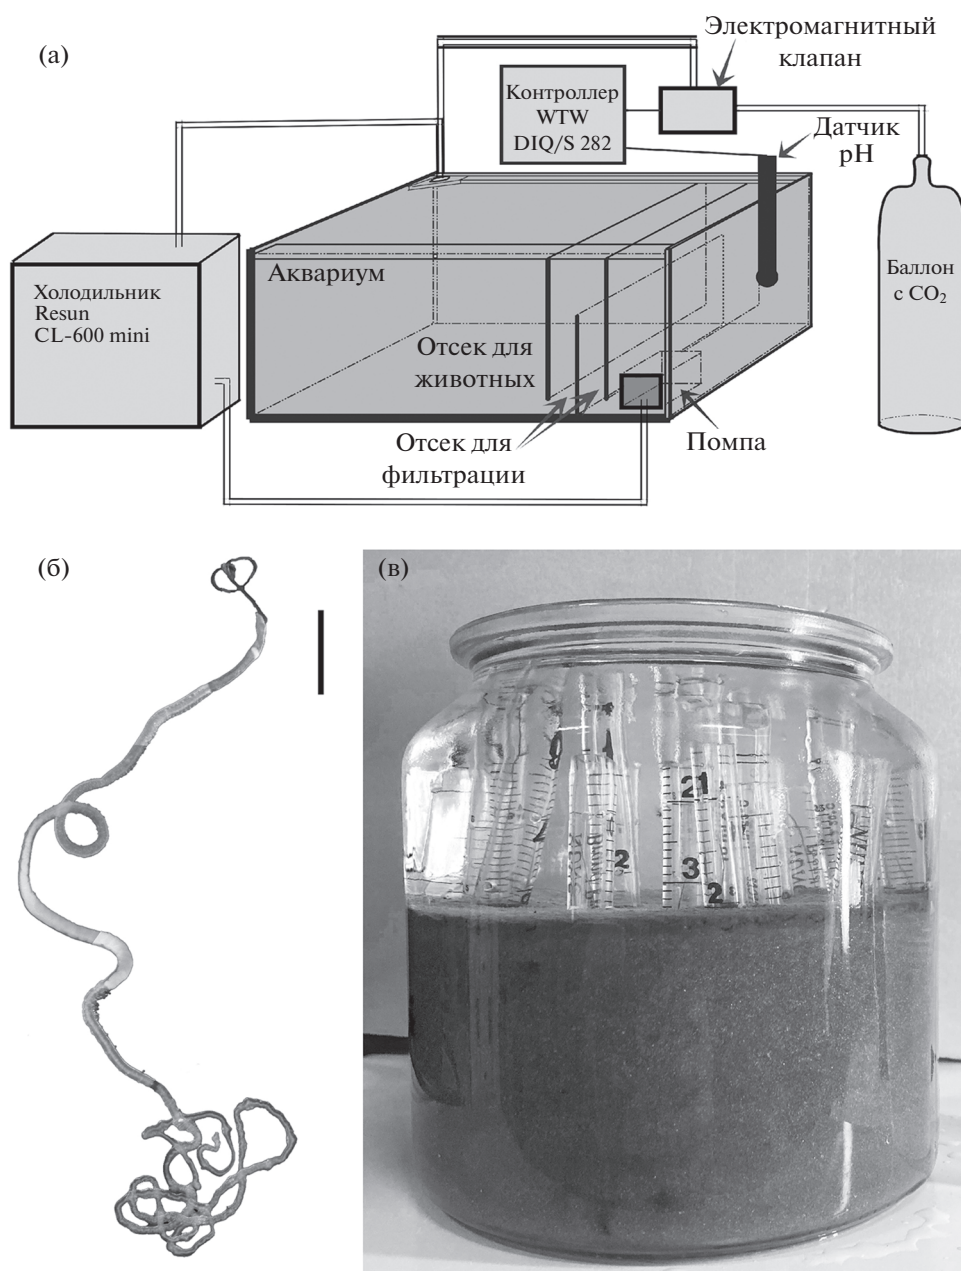 (а)
Электромагнитный
клапан
Контроллер
WTW
DIQ/S 282
Датчик
pH
Аквариум
Холодильник
Resun
CL-600 mini
Баллон
с CO₂
Отсек для
животных
Отсек для
фильтрации
Помпа
(б)
(в)
21
2
3
2